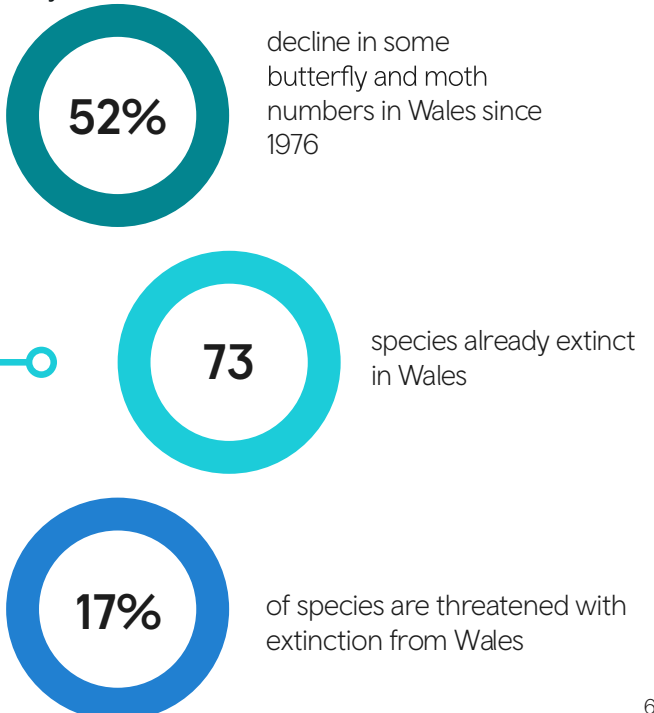 52%
decline in some
butterfly and moth
numbers in Wales since
1976
73
species already extinct
in Wales
17%
of species are threatened with
extinction from Wales
6